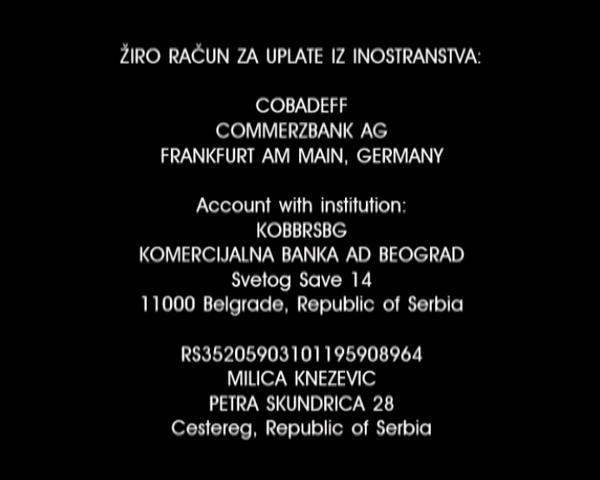 ŽIRO RAČUN ZA UPLATE IZ INOSTRANSTVA:
COBADEFF
COMMERZBANK AG
FRANKFURT AM MAIN, GERMANY
Account with institution:
KOBBRSBG
KOMERCIJALNA BANKA AD BEOGRAD
Svetog Save 14
11000 Belgrade, Republic of Serbia
RS35205903101195908964
MILICA KNEZEVIC
PETRA SKUNDRICA 28
Cestereg, Republic of Serbia